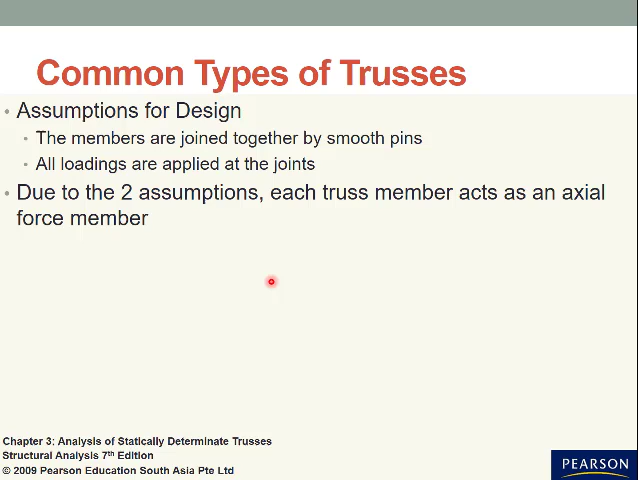 Common Types of Trusses
• Assumptions for Design
• The members are joined together by smooth pins
• All loadings are applied at the joints
• Due to the 2 assumptions, each truss member acts as an axial
force member
Chapter 3: Analysis of Statically Determinate Trusses
Structural Analysis 7th Edition
© 2009 Pearson Education South Asia Pte Ltd
PEARSON